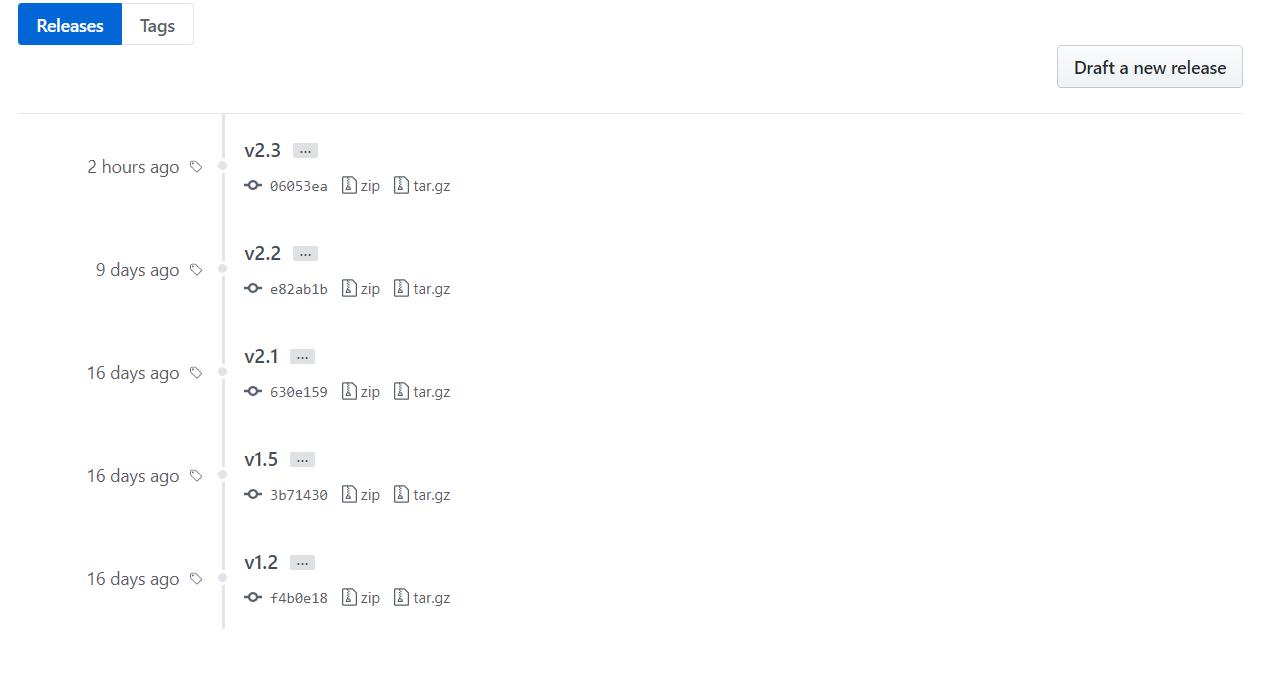 Releases Tags
Draft a new release
2 hours ago
v2.3 ...
06053ea zip tar.gz
9 days ago
v2.2 ...
e82ab1b zip tar.gz
16 days ago
v2.1 ...
630e159 zip tar.gz
16 days ago
v1.5 ...
3b71430 zip tar.gz
16 days ago
v1.2 ...
f4b0e18 zip tar.gz